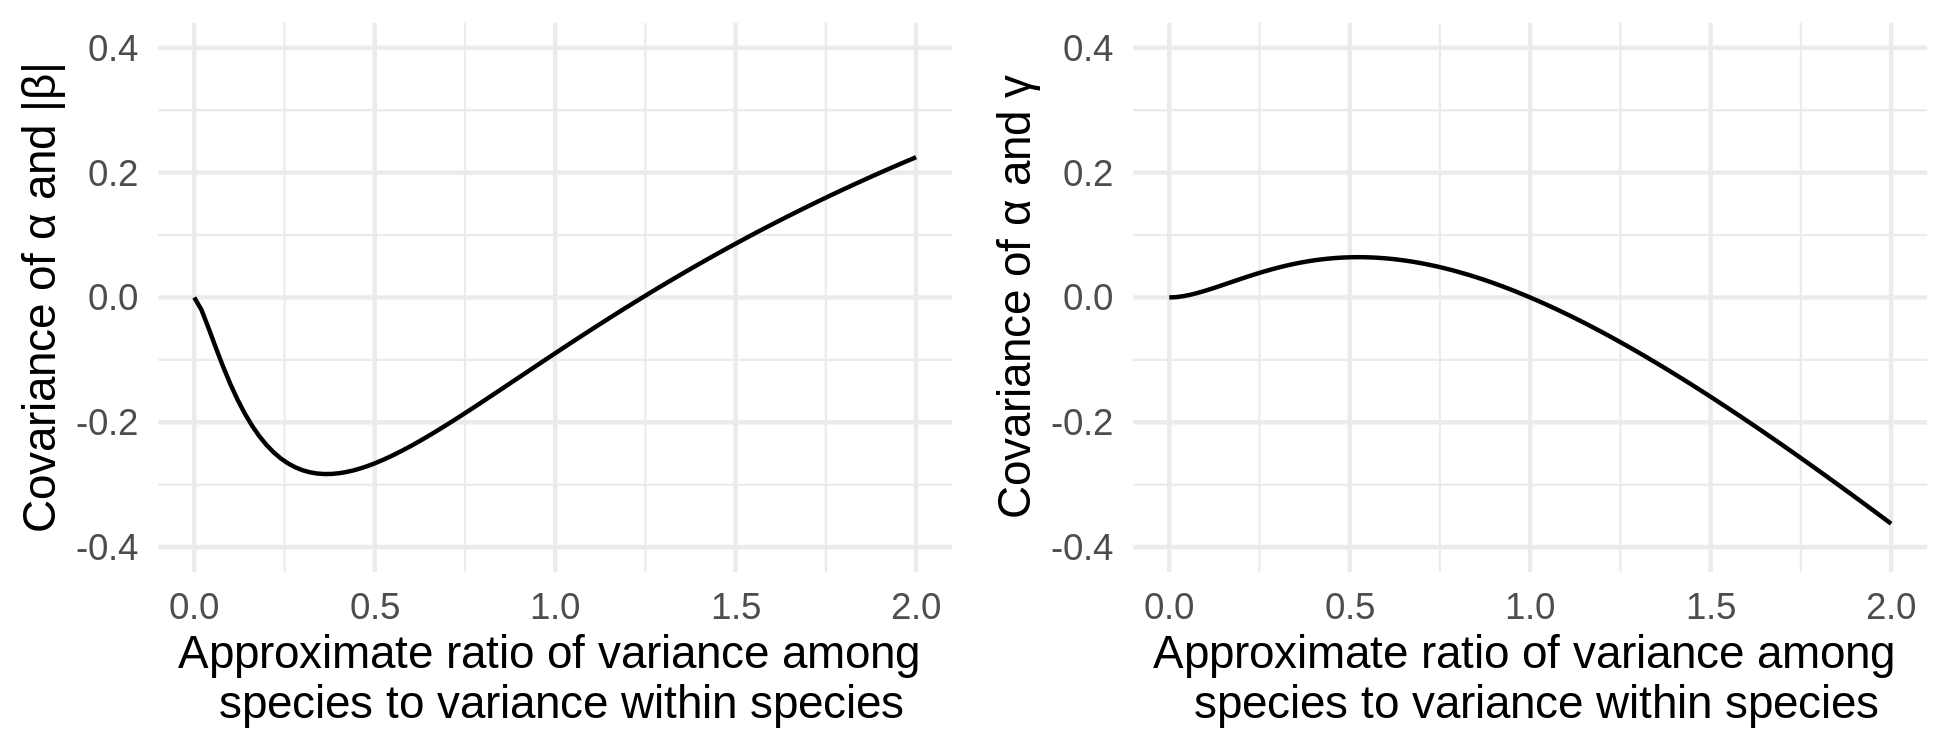 Covariance of α and |β|
0.4
0.2
0.0
-0.2
-0.4
0.0 0.5 1.0 1.5 2.0
Approximate ratio of variance among
species to variance within species
Covariance of α and γ
0.4
0.2
0.0
-0.2
-0.4
0.0 0.5 1.0 1.5 2.0
Approximate ratio of variance among
species to variance within species